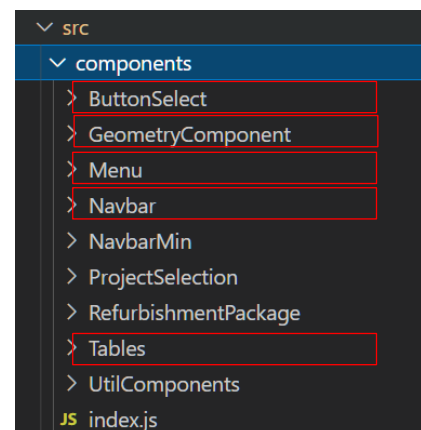 src
components
ButtonSelect
GeometryComponent
Menu
Navbar
NavbarMin
ProjectSelection
RefurbishmentPackage
Tables
UtilComponents
JS index.js